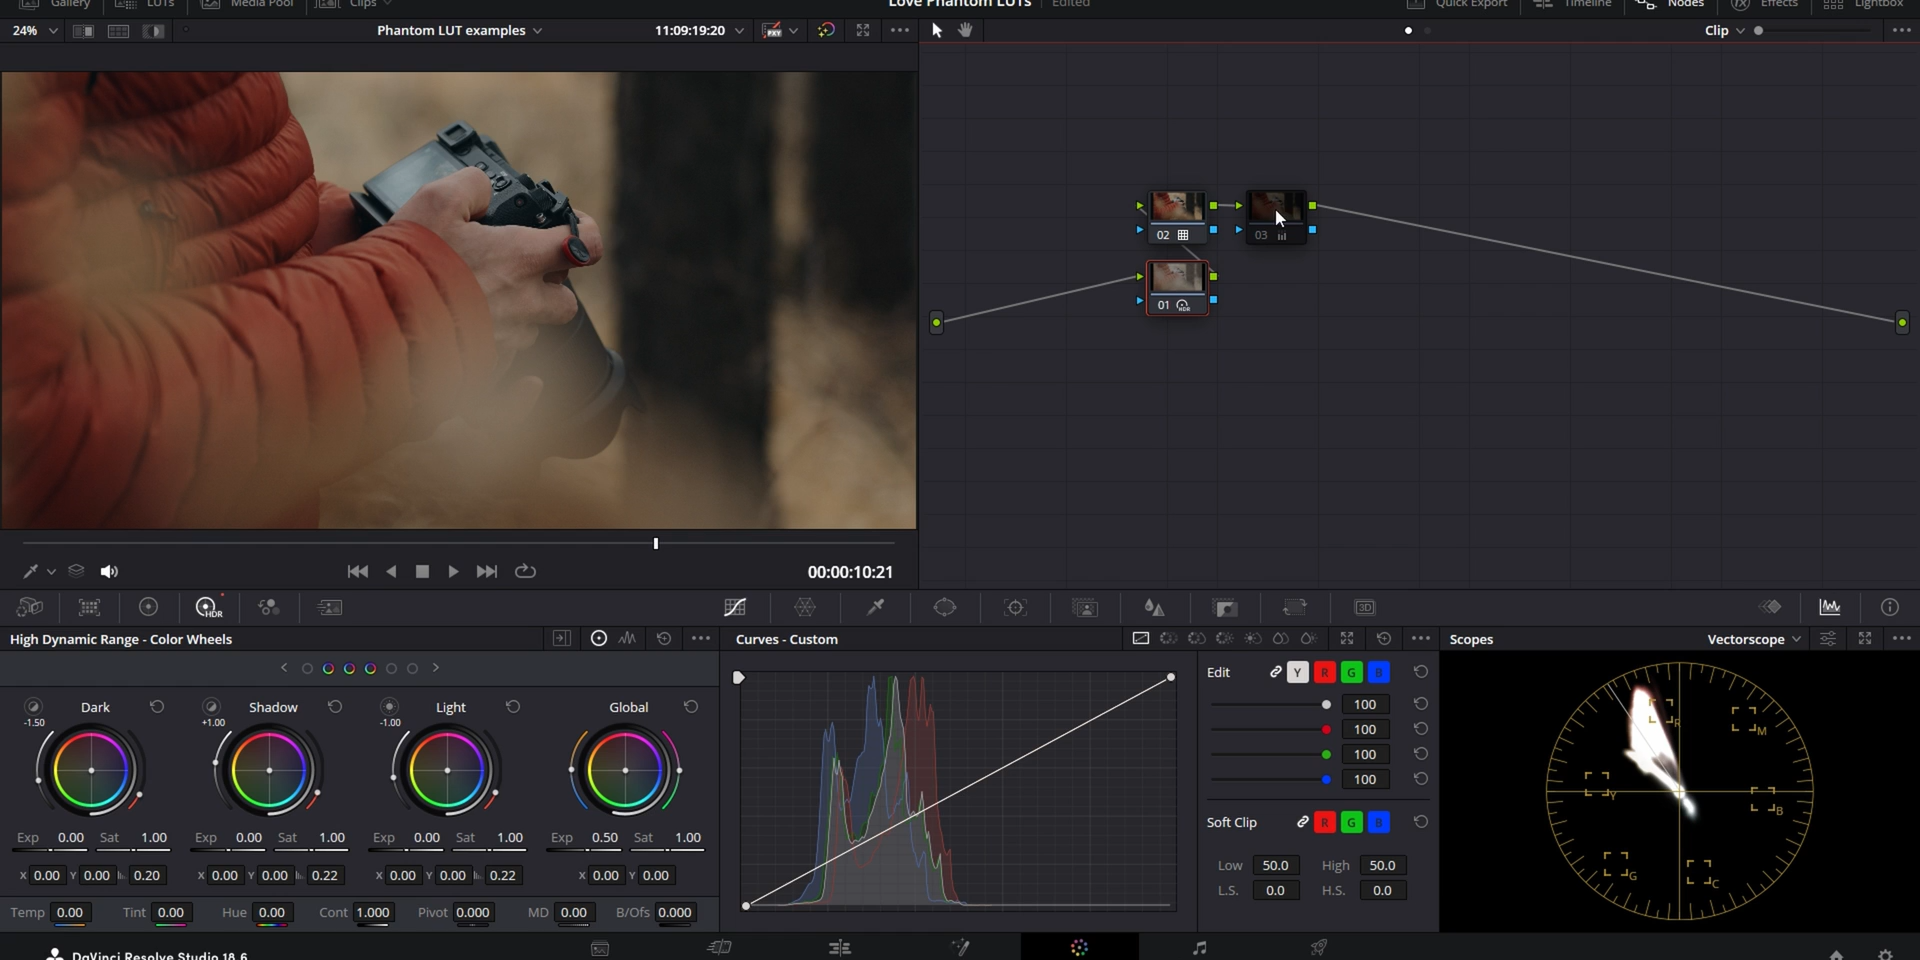 Gallery LUTs Media Pool Clips Love Phantom LUTs Edited Quick Export Timeline Nodes Effects Lightbox
24% Phantom LUT examples 11:09:19:20 PXY Clip
02 03
01
00:00:10:21
HDR 3D
High Dynamic Range - Color Wheels Curves - Custom Scopes Vectorscope
Dark Shadow Light Global
-1.50 +1.00 -1.00
Exp 0.00 Sat 1.00 Exp 0.00 Sat 1.00 Exp 0.00 Sat 1.00 Exp 0.50 Sat 1.00
X 0.00 Y 0.00 0.20 X 0.00 Y 0.00 0.22 X 0.00 Y 0.00 0.22 X 0.00 Y 0.00
Temp 0.00 Tint 0.00 Hue 0.00 Cont 1.000 Pivot 0.000 MD 0.00 B/Ofs 0.000
Edit Y R G B
100
100
100
100
Soft Clip R G B
Low 50.0 High 50.0
L.S. 0.0 H.S. 0.0
R M
Y B
G C
DaVinci Resolve Studio 18.6